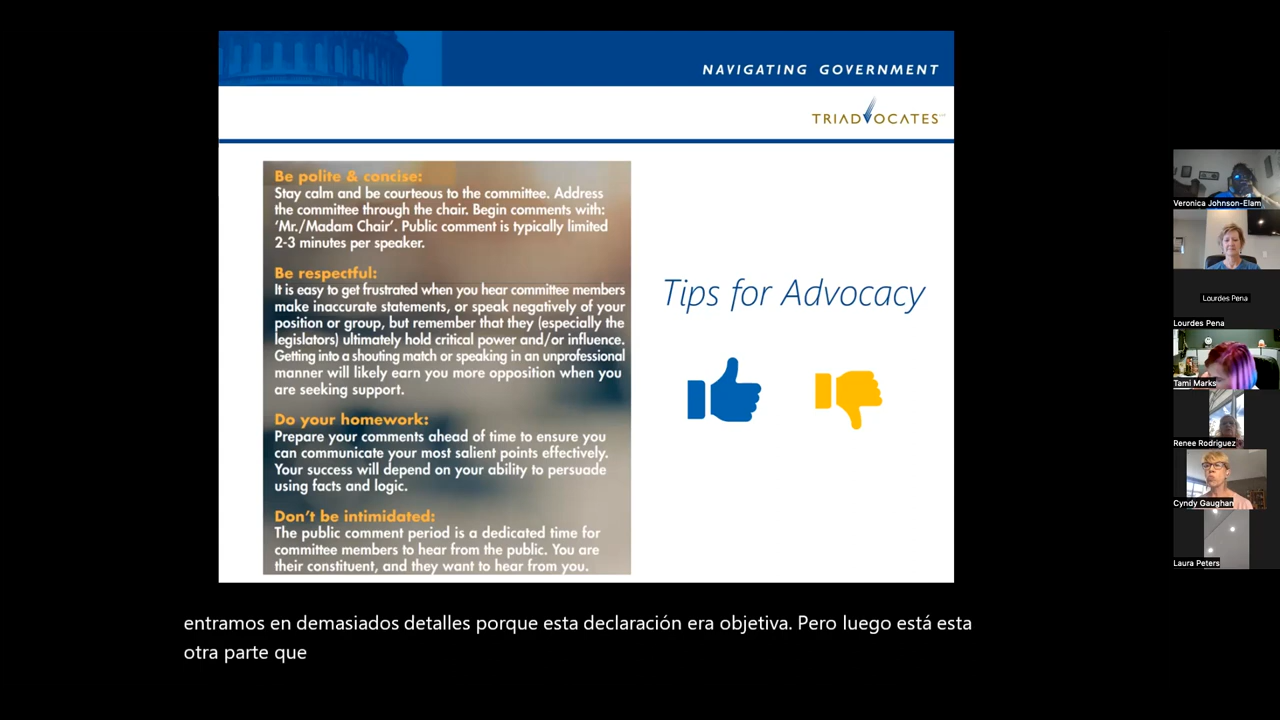 NAVIGATING GOVERNMENT
TRIADVOCATES
Be polite & concise:
Stay calm and be courteous to the committee. Address
the committee through the chair. Begin comments with:
'Mr./Madam Chair'. Public comment is typically limited
2-3 minutes per speaker.
Be respectful:
It is easy to get frustrated when you hear committee members
make inaccurate statements, or speak negatively of your
position or group, but remember that they (especially the
legislators) ultimately hold critical power and/or influence.
Getting into a shouting match or speaking in an unprofessional
manner will likely earn you more opposition when you
are seeking support.
Do your homework:
Prepare your comments ahead of time to ensure you
can communicate your most salient points effectively.
Your success will depend on your ability to persuade
using facts and logic.
Don't be intimidated:
The public comment period is a dedicated time for
committee members to hear from the public. You are
their constituent, and they want to hear from you.
Tips for Advocacy
Veronica Johnson-Elam
Lourdes Pena
Lourdes Pena
Tami Marks
Renee Rodriguez
Cyndy Gaughan
Laura Peters
entramos en demasiados detalles porque esta declaración era objetiva. Pero luego está esta
otra parte que